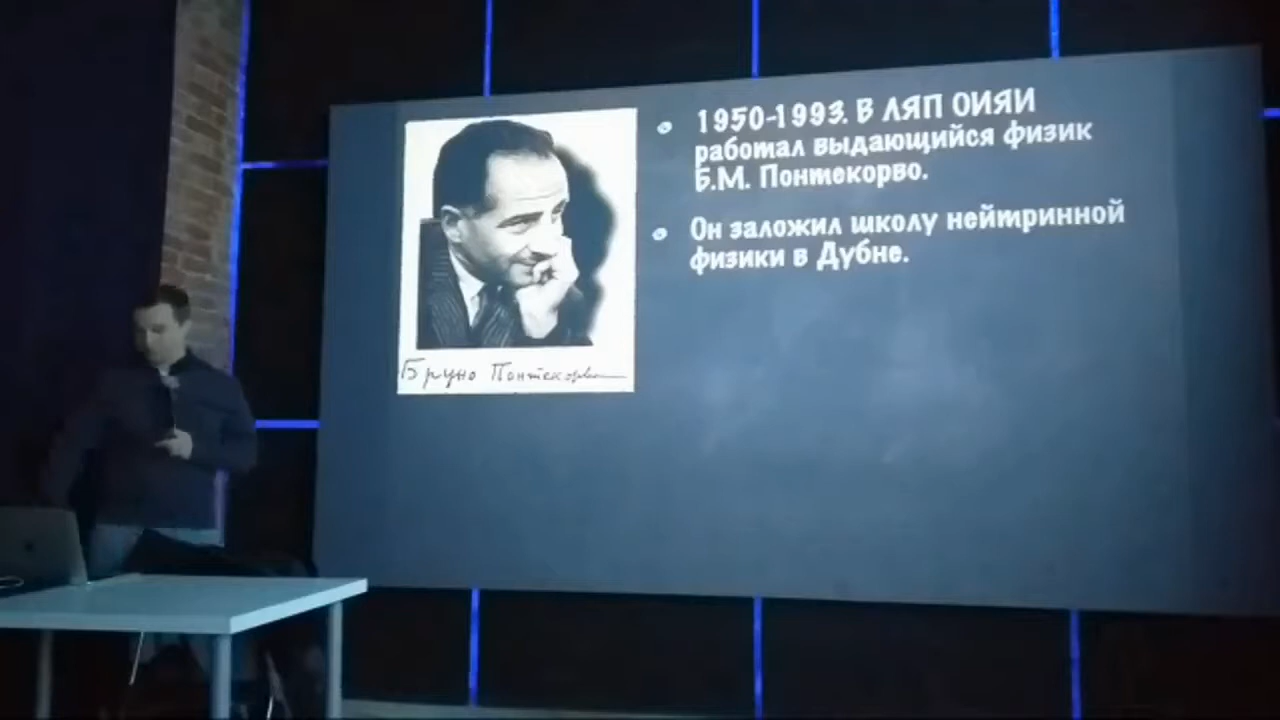 1950-1993. В ЛЯП ОИЯИ
работал выдающийся физик
Б.М. Понтекорво.
Он заложил школу нейтринной
физики в Дубне.
Бруно Понтекорво